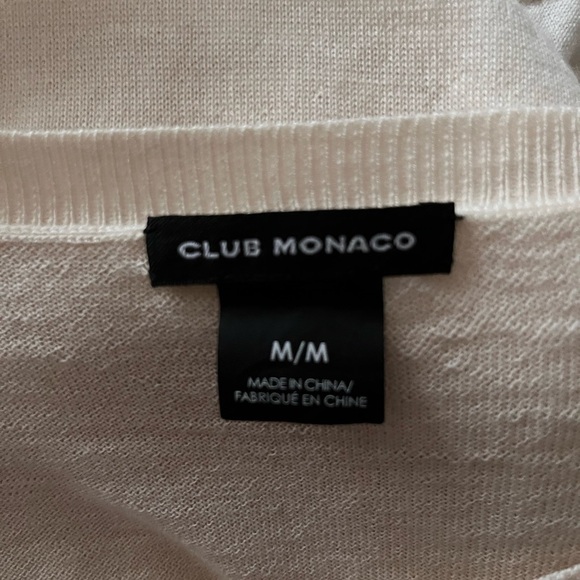 CLUB MONACO
M/M
MADE IN CHINA/
FABRIQUÉ EN CHINE